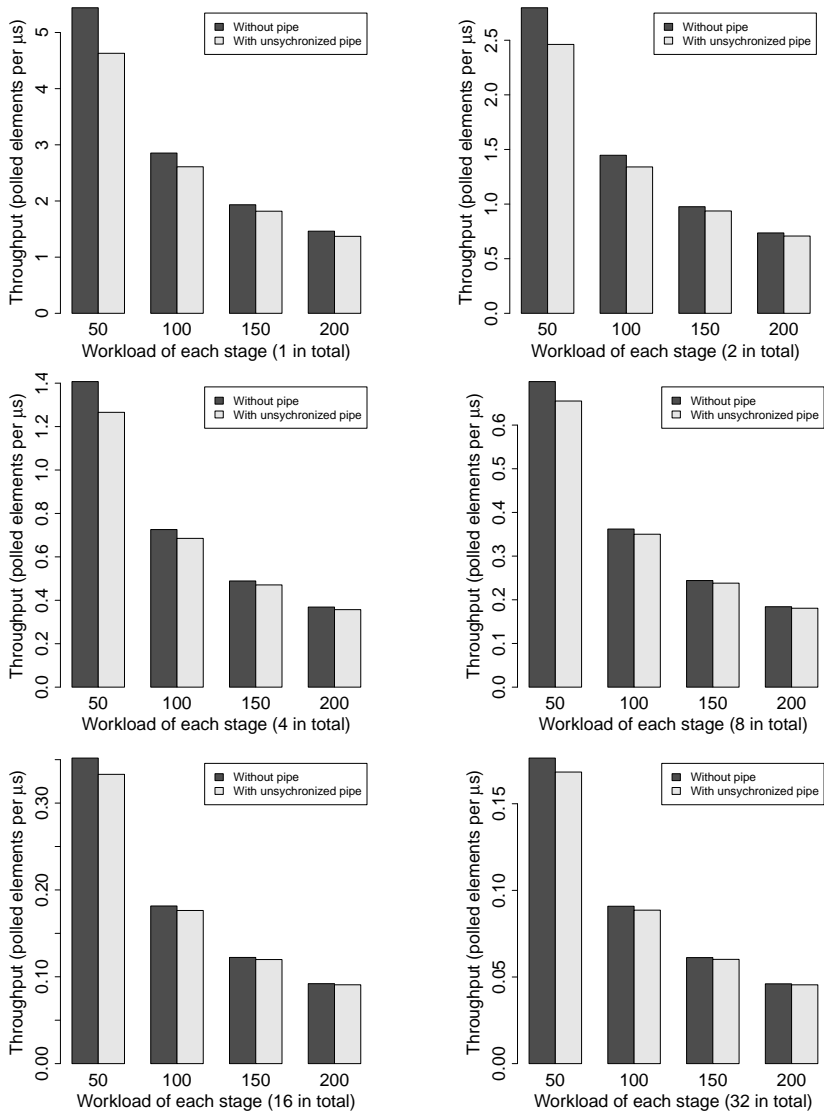 Throughput (polled elements per μs)
0 1 2 3 4 5
Without pipe
With unsychronized pipe
50 100 150 200
Workload of each stage (1 in total)
Throughput (polled elements per μs)
0.0 0.5 1.0 1.5 2.0 2.5
Without pipe
With unsychronized pipe
50 100 150 200
Workload of each stage (2 in total)
Throughput (polled elements per μs)
0.0 0.2 0.4 0.6 0.8 1.0 1.2 1.4
Without pipe
With unsychronized pipe
50 100 150 200
Workload of each stage (4 in total)
Throughput (polled elements per μs)
0.0 0.1 0.2 0.3 0.4 0.5 0.6
Without pipe
With unsychronized pipe
50 100 150 200
Workload of each stage (8 in total)
Throughput (polled elements per μs)
0.00 0.10 0.20 0.30
Without pipe
With unsychronized pipe
50 100 150 200
Workload of each stage (16 in total)
Throughput (polled elements per μs)
0.00 0.05 0.10 0.15
Without pipe
With unsychronized pipe
50 100 150 200
Workload of each stage (32 in total)